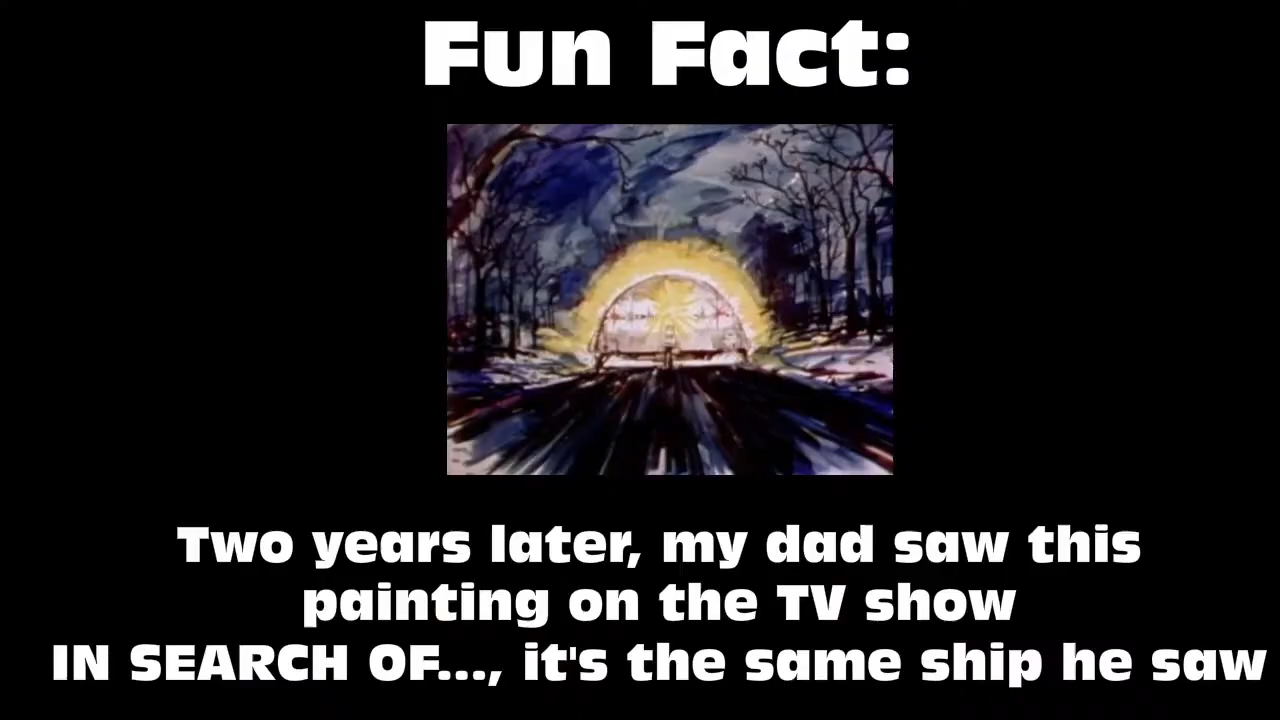 Fun Fact:
Two years later, my dad saw this
painting on the TV show
IN SEARCH OF..., it's the same ship he saw